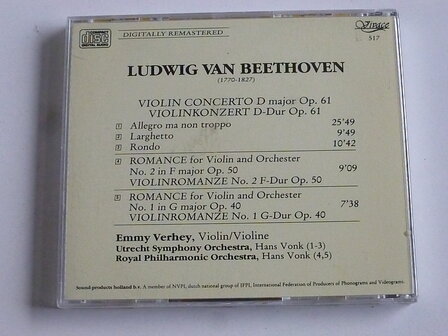 COMPACT
disc
DIGITAL AUDIO
DIGITALLY REMASTERED
Vivace
517
LUDWIG VAN BEETHOVEN
(1770-1827)
VIOLIN CONCERTO D major Op. 61
VIOLINKONZERT D-Dur Op. 61
1 Allegro ma non troppo 25'49
2 Larghetto 9'49
3 Rondo 10'42
4 ROMANCE for Violin and Orchester
No. 2 in F major Op. 50 9'09
VIOLINROMANZE No. 2 F-Dur Op. 50
5 ROMANCE for Violin and Orchester
No. 1 in G major Op. 40 7'38
VIOLINROMANZE No. 1 G-Dur Op. 40
Emmy Verhey, Violin/Violine
Utrecht Symphony Orchestra, Hans Vonk (1-3)
Royal Philharmonic Orchestra, Hans Vonk (4,5)
Sound products holland b.v. A member of NVPI, dutch national group of IFPI, International Federation of Producers of Phonograms and Videograms.